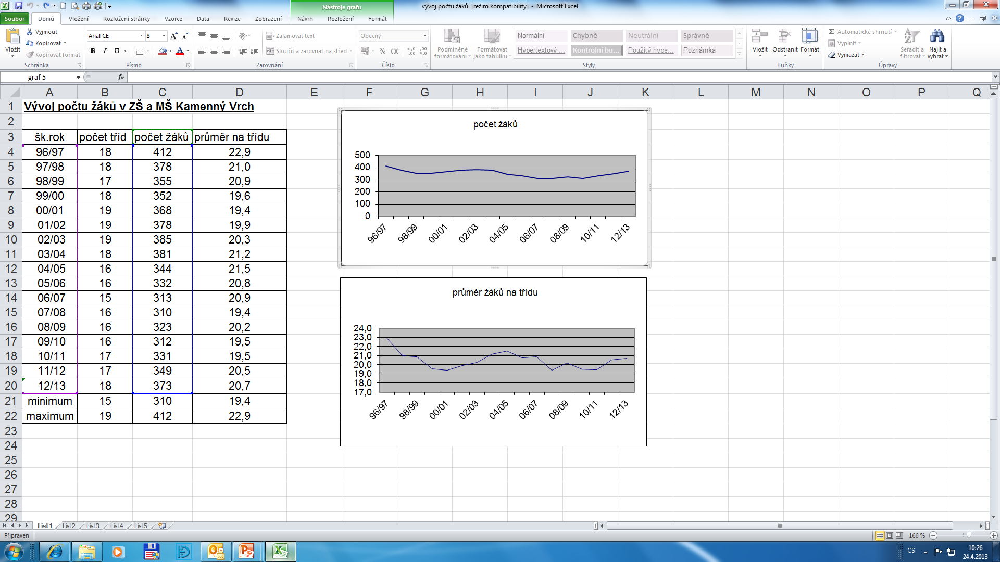 Nástroje grafu
vývoj počtu žáků  [režim kompatibility]  -  Microsoft Excel
Soubor Domů Vložení Rozložení stránky Vzorce Data Revize Zobrazení Návrh Rozložení Formát
Vložit
Vyjmout
Kopírovat
Kopírovat formát
Schránka
Arial CE 8
B I U
Písmo
Zalamovat text
Sloučit a zarovnat na střed
Zarovnání
Obecný
% 000
Číslo
Podmíněné formátování
Formátovat jako tabulku
Normální Chybně Neutrální Správně
Hypertextový ... Kontrolní bu... Použitý hype... Poznámka
Styly
Vložit Odstranit Formát
Buňky
Σ Automatické shrnutí
Vyplnit
Vymazat
Seřadit a filtrovat
Najít a vybrat
Úpravy
graf 5 fx
A B C D E F G H I J K L M N O P Q
1 Vývoj počtu žáků v ZŠ a MŠ Kamenný Vrch
2
3 šk.rok počet tříd počet žáků průměr na třídu
4 96/97 18 412 22,9
5 97/98 18 378 21,0
6 98/99 17 355 20,9
7 99/00 18 352 19,6
8 00/01 19 368 19,4
9 01/02 19 378 19,9
10 02/03 19 385 20,3
11 03/04 18 381 21,2
12 04/05 16 344 21,5
13 05/06 16 332 20,8
14 06/07 15 313 20,9
15 07/08 16 310 19,4
16 08/09 16 323 20,2
17 09/10 16 312 19,5
18 10/11 17 331 19,5
19 11/12 17 349 20,5
20 12/13 18 373 20,7
21 minimum 15 310 19,4
22 maximum 19 412 22,9
23
24
25
26
27
28
29
počet žáků
500
400
300
200
100
0
96/97 98/99 00/01 02/03 04/05 06/07 08/09 10/11 12/13
průměr žáků na třídu
24,0
23,0
22,0
21,0
20,0
19,0
18,0
17,0
96/97 98/99 00/01 02/03 04/05 06/07 08/09 10/11 12/13
List1 List2 List3 List4 List5
Připraven
166 %
CS
10:26
24.4.2013